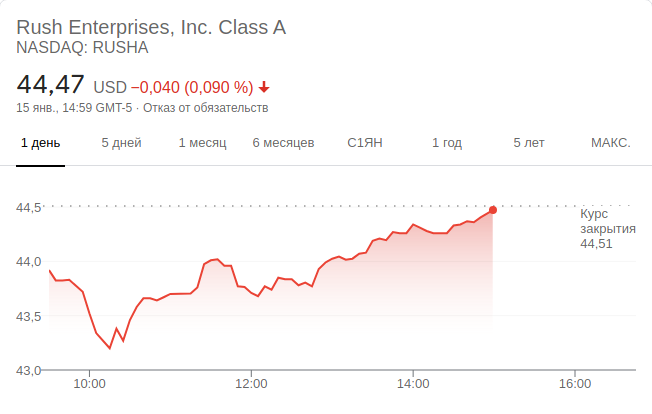 Rush Enterprises, Inc. Class A
NASDAQ: RUSHA
44,47 USD −0,040 (0,090 %)
15 янв., 14:59 GMT-5 · Отказ от обязательств
1 день 5 дней 1 месяц 6 месяцев С1ЯН 1 год 5 лет МАКС.
44,5
Курс
закрытия
44,51
44,0
43,5
43,0
10:00 12:00 14:00 16:00